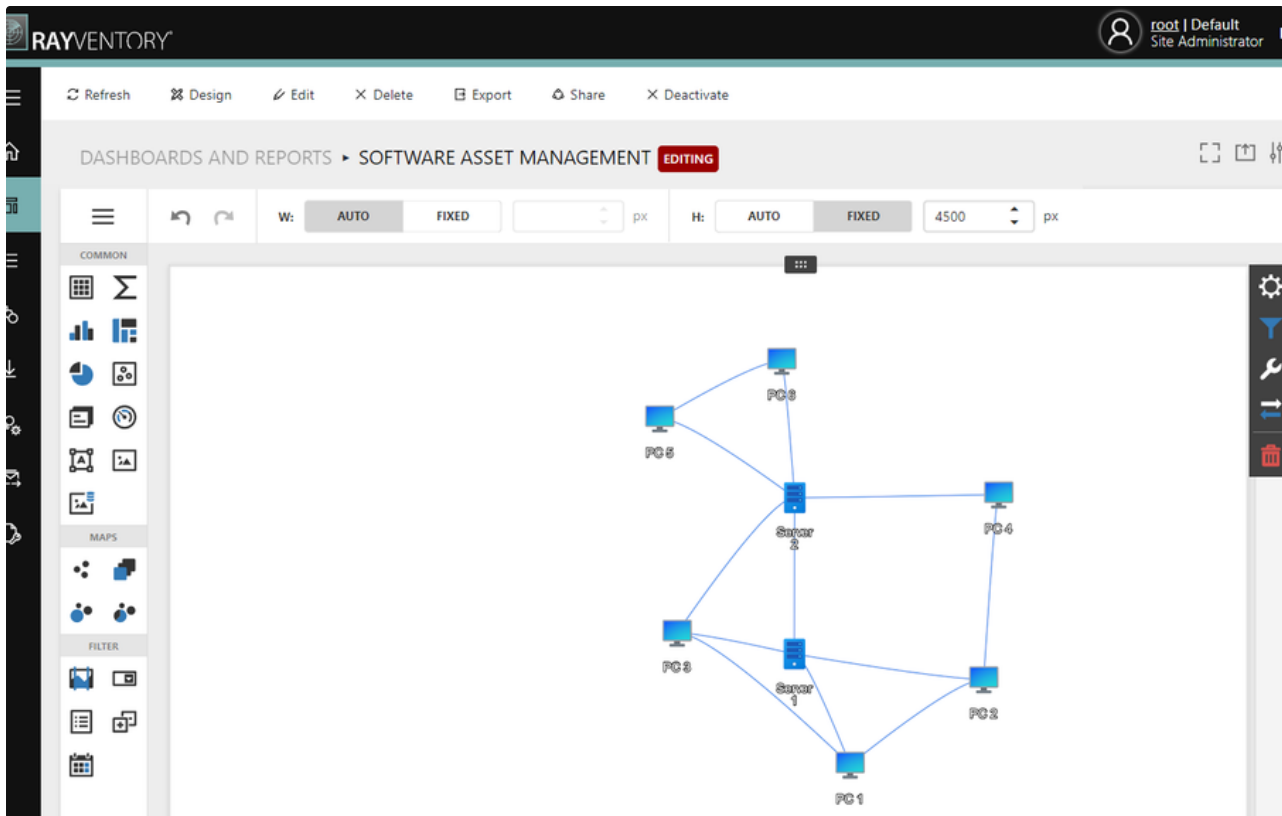 RAYVENTORY
root | Default
Site Administrator
Refresh Design Edit Delete Export Share Deactivate
DASHBOARDS AND REPORTS ▸ SOFTWARE ASSET MANAGEMENT EDITING
W: AUTO FIXED px H: AUTO FIXED 4500 px
COMMON
MAPS
FILTER
PC 6
PC 5
Server
2
PC 4
PC 3
Server
1
PC 2
PC 1